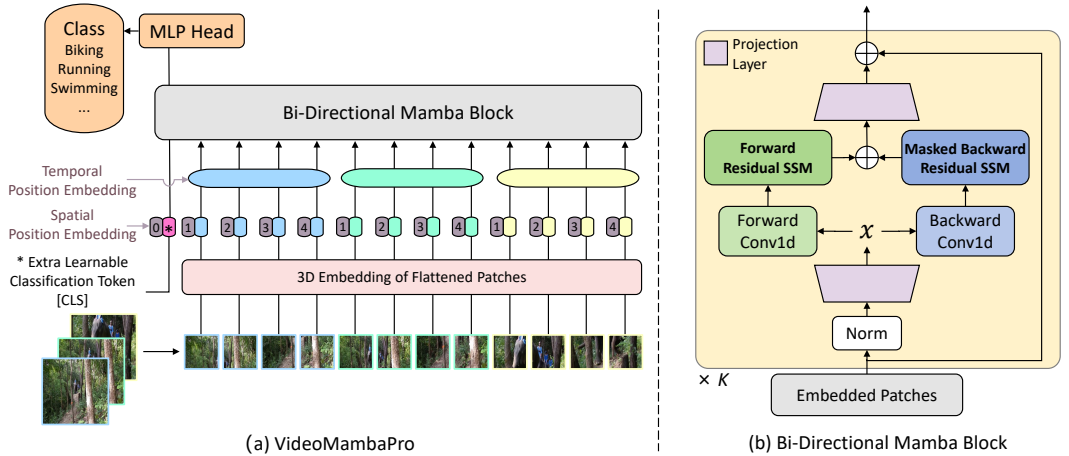 Class
Biking
Running
Swimming
...
MLP Head
Bi-Directional Mamba Block
Temporal
Position Embedding
Spatial
Position Embedding
0 * 1 2 3 4 1 2 3 4 1 2 3 4
* Extra Learnable
Classification Token
[CLS]
3D Embedding of Flattened Patches
(a) VideoMambaPro
Projection
Layer
Forward
Residual SSM
Masked Backward
Residual SSM
Forward
Conv1d
x
Backward
Conv1d
Norm
× K
Embedded Patches
(b) Bi-Directional Mamba Block